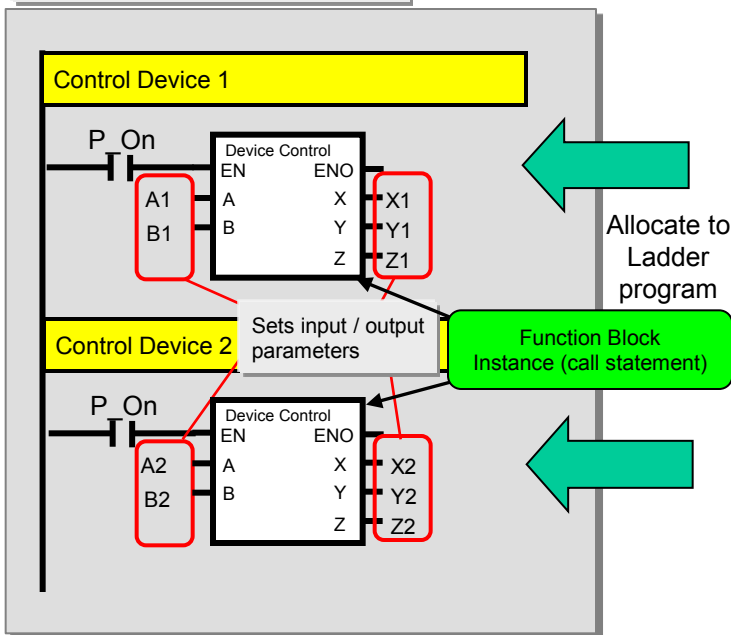 Control Device 1
P_On
Device Control
EN ENO
A1 A X X1
B1 B Y Y1
Z Z1
Allocate to
Ladder
program
Sets input / output
parameters
Function Block
Instance (call statement)
Control Device 2
P_On
Device Control
EN ENO
A2 A X X2
B2 B Y Y2
Z Z2